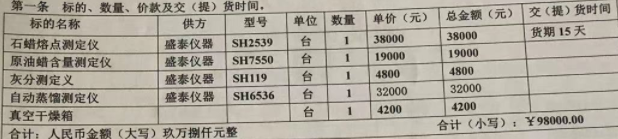 第一条 标的、数量、价款及交（提）货时间。
标的名称 供方 型号 单位 数量 单价（元） 总金额（元） 交（提）货时间
石蜡熔点测定仪 盛泰仪器 SH2539 台 1 38000 38000 货期 15 天
原油蜡含量测定仪 盛泰仪器 SH7550 台 1 19000 19000
灰分测定义 盛泰仪器 SH119 台 1 4800 4800
自动蒸馏测定仪 盛泰仪器 SH6536 台 1 32000 32000
真空干燥箱 台 1 4200 4200
合计：人民币金额（大写）玖万捌仟元整 合计（小写）：￥98000.00